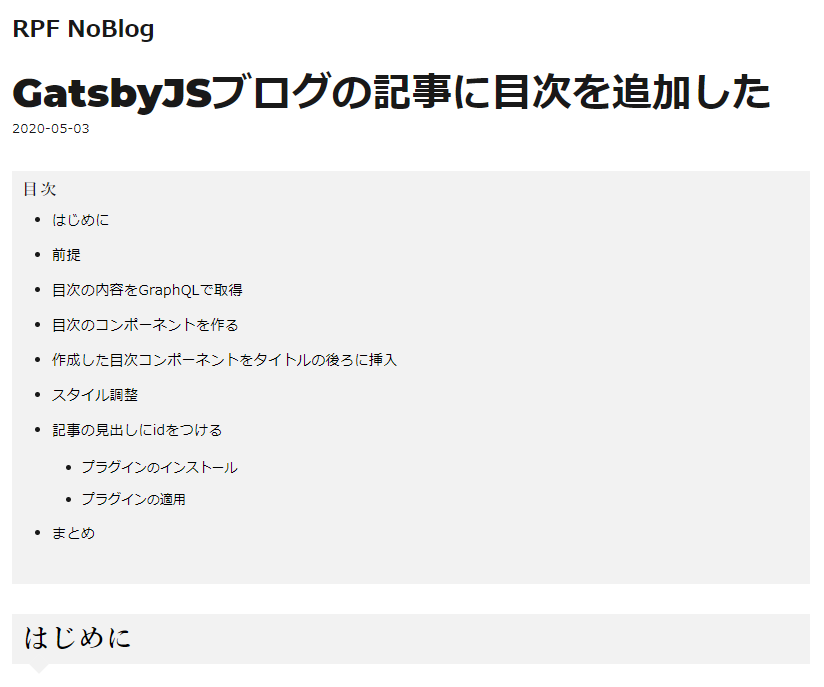 RPF NoBlog
GatsbyJSブログの記事に目次を追加した
2020-05-03
目次
はじめに
前提
目次の内容をGraphQLで取得
目次のコンポーネントを作る
作成した目次コンポーネントをタイトルの後ろに挿入
スタイル調整
記事の見出しにidをつける
プラグインのインストール
プラグインの適用
まとめ
はじめに